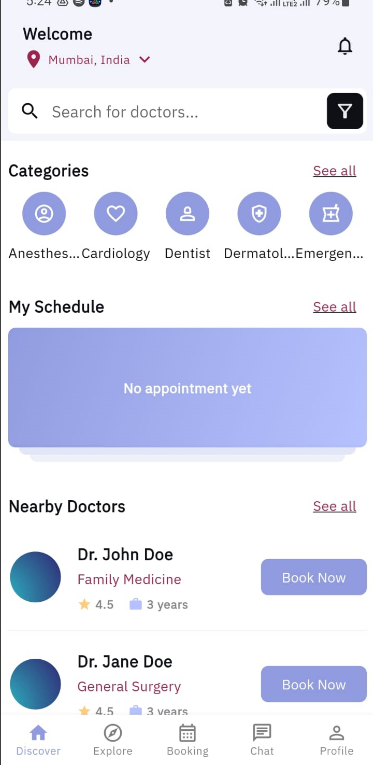 5:24
79%
Welcome
Mumbai, India
Search for doctors...
Categories See all
Anesthes... Cardiology Dentist Dermatol... Emergen...
My Schedule See all
No appointment yet
Nearby Doctors See all
Dr. John Doe
Family Medicine
Book Now
4.5 3 years
Dr. Jane Doe
General Surgery
Book Now
4.5 3 years
Discover Explore Booking Chat Profile